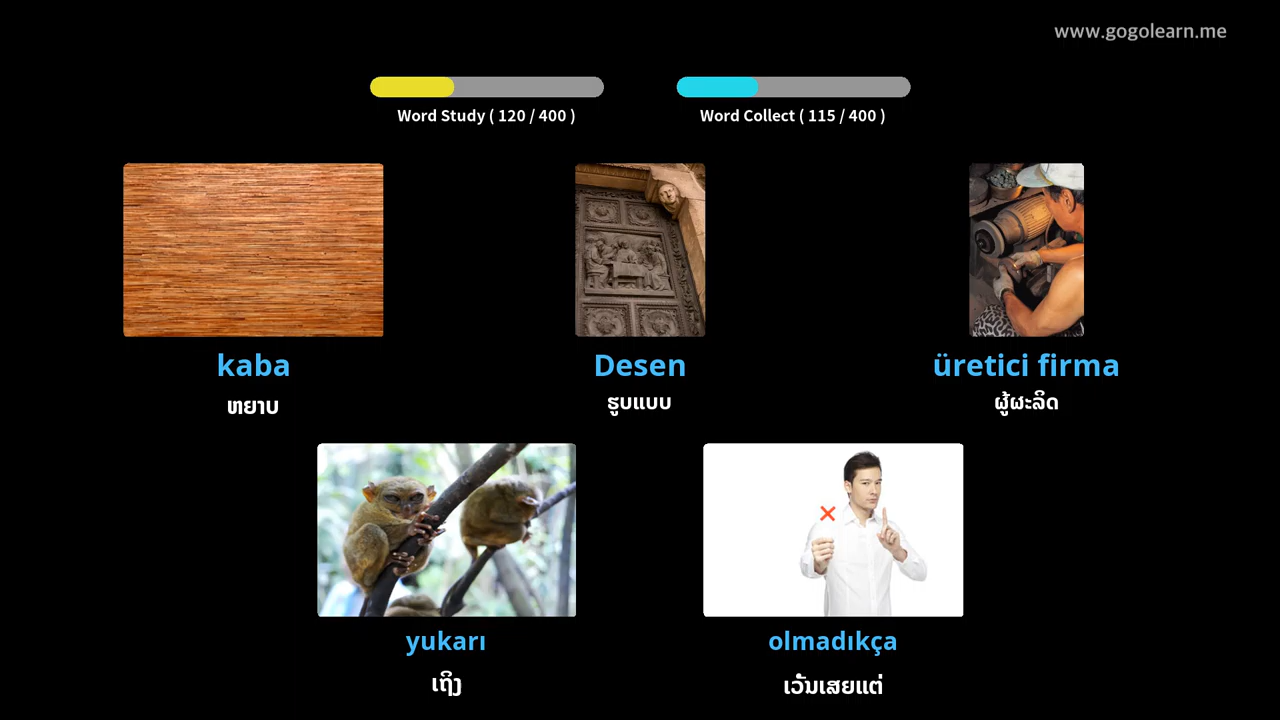 www.gogolearn.me
Word Study ( 120 / 400 )
Word Collect ( 115 / 400 )
kaba
Desen
üretici firma
ຫຍາບ
ຮູບແບບ
ຜູ້ຜະລິດ
yukarı
olmadıkça
ເຖິງ
ເວັ້ນເສຍແຕ່